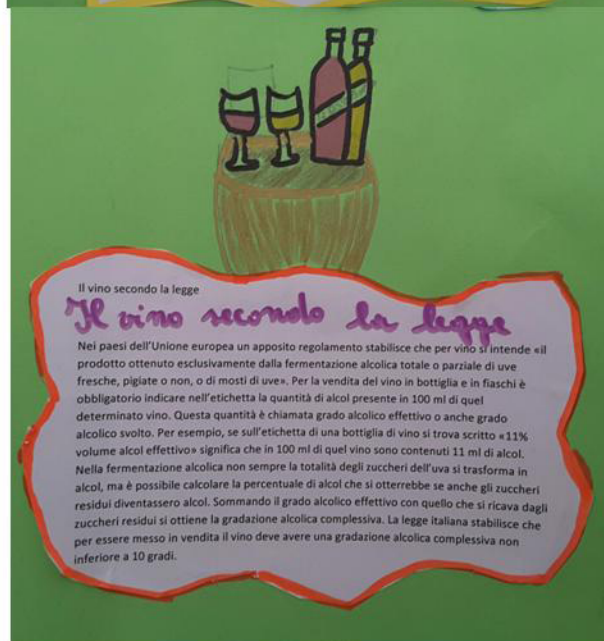 Il vino secondo la legge
Il vino secondo la legge
Nei paesi dell'Unione europea un apposito regolamento stabilisce che per vino si intende «il
prodotto ottenuto esclusivamente dalla fermentazione alcolica totale o parziale di uve
fresche, pigiate o non, o di mosti di uve». Per la vendita del vino in bottiglia e in fiaschi è
obbligatorio indicare nell'etichetta la quantità di alcol presente in 100 ml di quel
determinato vino. Questa quantità è chiamata grado alcolico effettivo o anche grado
alcolico svolto. Per esempio, se sull'etichetta di una bottiglia di vino si trova scritto «11%
volume alcol effettivo» significa che in 100 ml di quel vino sono contenuti 11 ml di alcol.
Nella fermentazione alcolica non sempre la totalità degli zuccheri dell'uva si trasforma in
alcol, ma è possibile calcolare la percentuale di alcol che si otterrebbe se anche gli zuccheri
residui diventassero alcol. Sommando il grado alcolico effettivo con quello che si ricava dagli
zuccheri residui si ottiene la gradazione alcolica complessiva. La legge italiana stabilisce che
per essere messo in vendita il vino deve avere una gradazione alcolica complessiva non
inferiore a 10 gradi.